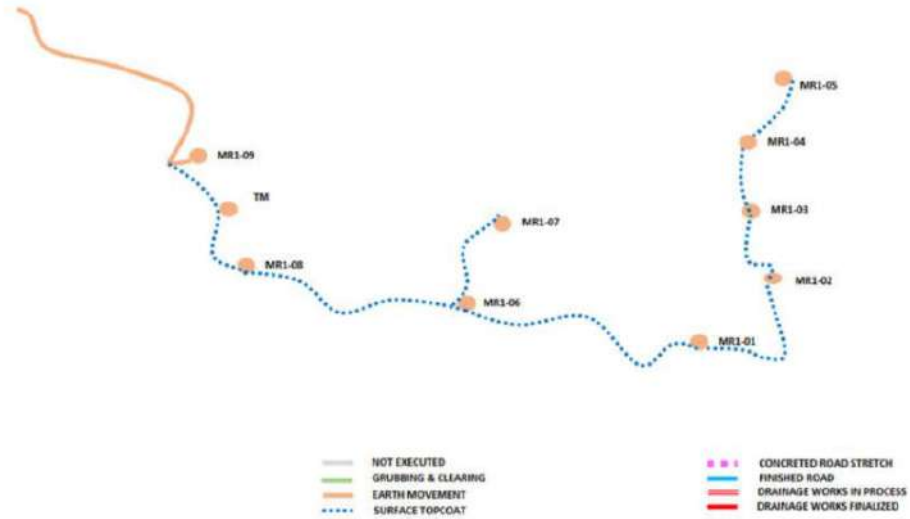 MR1-05
MR1-04
MR1-09
TM
MR1-03
MR1-07
MR1-08
MR1-02
MR1-06
MR1-01
NOT EXECUTED
GRUBBING & CLEARING
EARTH MOVEMENT
SURFACE TOPCOAT
CONCRETED ROAD STRETCH
FINISHED ROAD
DRAINAGE WORKS IN PROCESS
DRAINAGE WORKS FINALIZED